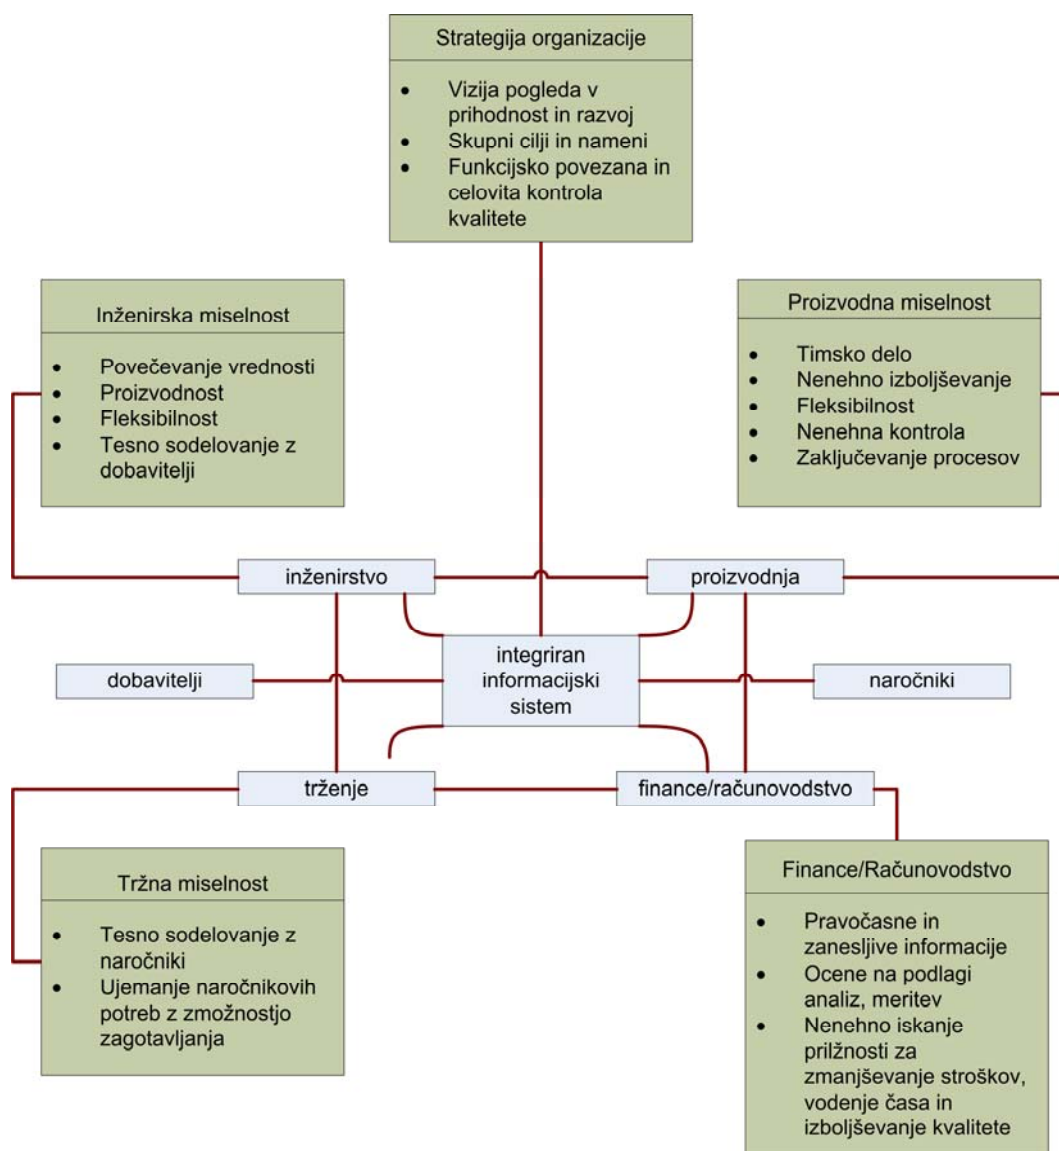 Strategija organizacije
• Vizija pogleda v
prihodnost in razvoj
• Skupni cilji in nameni
• Funkcijsko povezana in
celovita kontrola
kvalitete
Inženirska miselnost
• Povečevanje vrednosti
• Proizvodnost
• Fleksibilnost
• Tesno sodelovanje z
dobavitelji
Proizvodna miselnost
• Timsko delo
• Nenehno izboljševanje
• Fleksibilnost
• Nenehna kontrola
• Zaključevanje procesov
inženirstvo
proizvodnja
integriran
informacijski
sistem
dobavitelji
naročniki
trženje
finance/računovodstvo
Tržna miselnost
• Tesno sodelovanje z
naročniki
• Ujemanje naročnikovih
potreb z zmožnostjo
zagotavljanja
Finance/Računovodstvo
• Pravočasne in
zanesljive informacije
• Ocene na podlagi
analiz, meritev
• Nenehno iskanje
prilžnosti za
zmanjševanje stroškov,
vodenje časa in
izboljševanje kvalitete